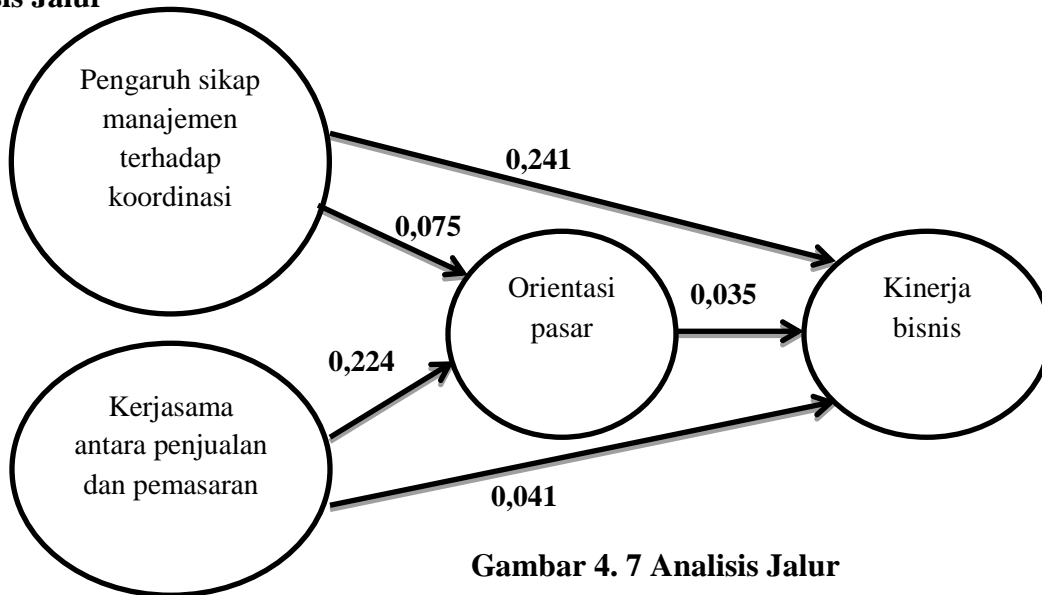 sis Jalur
Pengaruh sikap
manajemen
terhadap
koordinasi
0,241
0,075
Orientasi
pasar
0,035
Kinerja
bisnis
0,224
Kerjasama
antara penjualan
dan pemasaran
0,041
Gambar 4. 7 Analisis Jalur